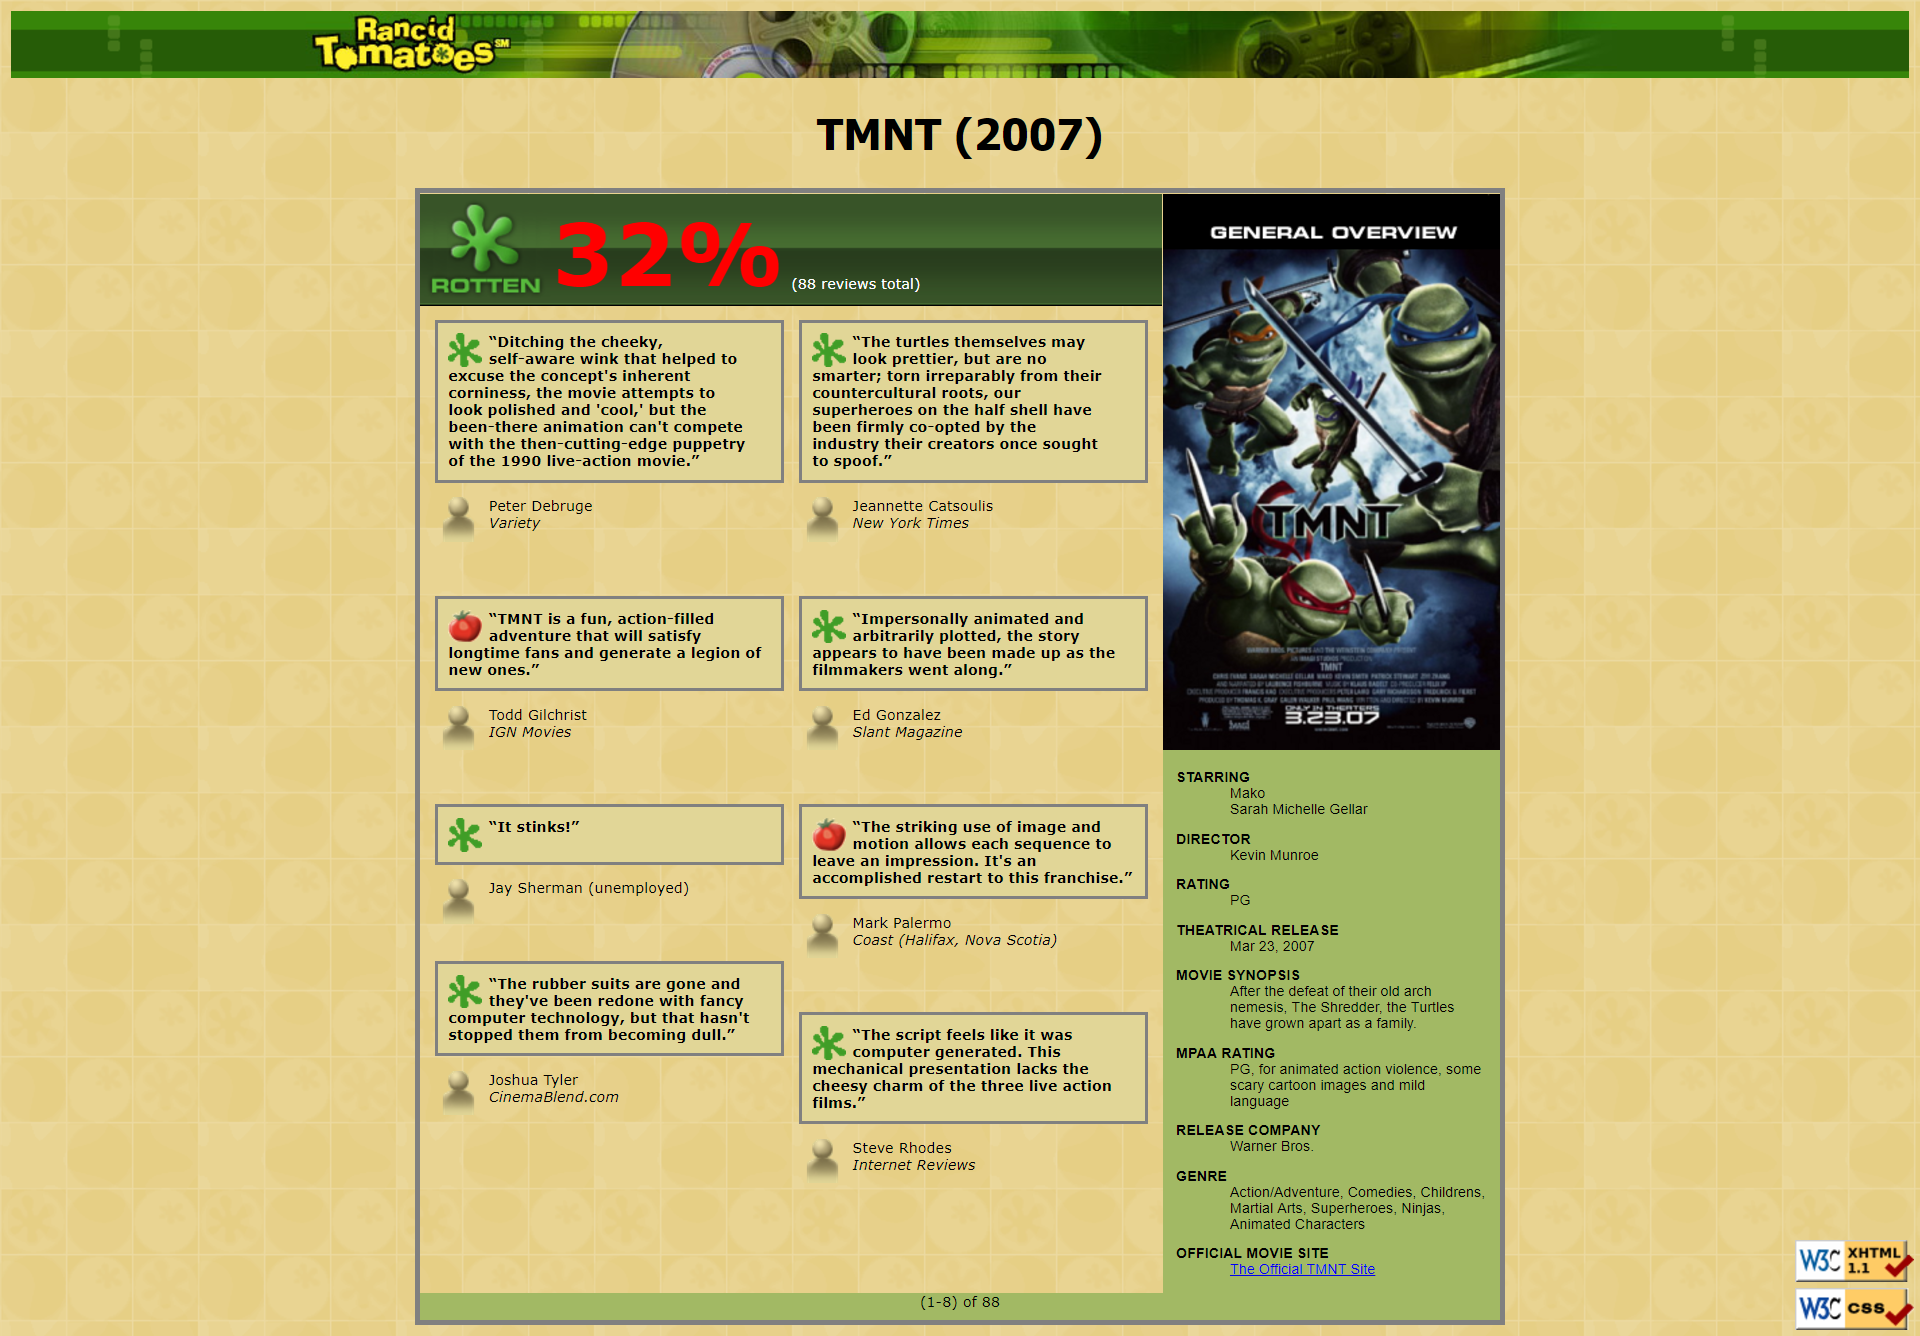 Rancid
Tomatoes SM
TMNT (2007)
ROTTEN
32%
(88 reviews total)
“Ditching the cheeky,
self-aware wink that helped to
excuse the concept's inherent
corniness, the movie attempts to
look polished and 'cool,' but the
been-there animation can't compete
with the then-cutting-edge puppetry
of the 1990 live-action movie.”
Peter Debruge
Variety
“TMNT is a fun, action-filled
adventure that will satisfy
longtime fans and generate a legion of
new ones.”
Todd Gilchrist
IGN Movies
“It stinks!”
Jay Sherman (unemployed)
“The rubber suits are gone and
they've been redone with fancy
computer technology, but that hasn't
stopped them from becoming dull.”
Joshua Tyler
CinemaBlend.com
“The turtles themselves may
look prettier, but are no
smarter; torn irreparably from their
countercultural roots, our
superheroes on the half shell have
been firmly co-opted by the
industry their creators once sought
to spoof.”
Jeannette Catsoulis
New York Times
“Impersonally animated and
arbitrarily plotted, the story
appears to have been made up as the
filmmakers went along.”
Ed Gonzalez
Slant Magazine
“The striking use of image and
motion allows each sequence to
leave an impression. It's an
accomplished restart to this franchise.”
Mark Palermo
Coast (Halifax, Nova Scotia)
“The script feels like it was
computer generated. This
mechanical presentation lacks the
cheesy charm of the three live action
films.”
Steve Rhodes
Internet Reviews
GENERAL OVERVIEW
TMNT
TMNT
ONLY IN THEATERS
3.23.07
STARRING
Mako
Sarah Michelle Gellar
DIRECTOR
Kevin Munroe
RATING
PG
THEATRICAL RELEASE
Mar 23, 2007
MOVIE SYNOPSIS
After the defeat of their old arch
nemesis, The Shredder, the Turtles
have grown apart as a family.
MPAA RATING
PG, for animated action violence, some
scary cartoon images and mild
language
RELEASE COMPANY
Warner Bros.
GENRE
Action/Adventure, Comedies, Childrens,
Martial Arts, Superheroes, Ninjas,
Animated Characters
OFFICIAL MOVIE SITE
The Official TMNT Site
(1-8) of 88
W3C XHTML
1.1
W3C css